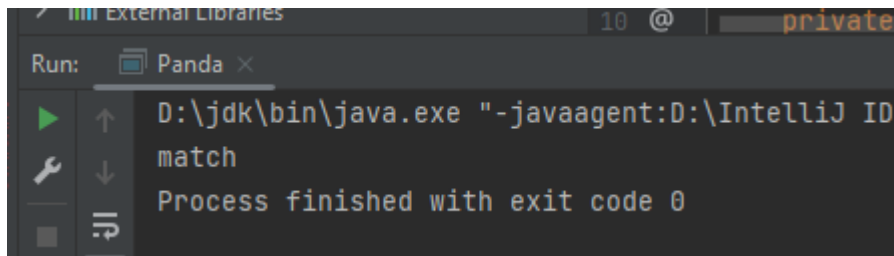 External Libraries
10 @ private
Run: Panda
D:\jdk\bin\java.exe "-javaagent:D:\IntelliJ ID
match
Process finished with exit code 0